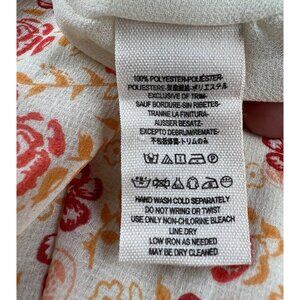 100% POLYESTER-POLIÉSTER-
POLIESTERE-聚酯纖維-ポリエステル
EXCLUSIVE OF TRIM-
SAUF BORDURE-SIN RIBETES-
TRANNE LA FINITURA-
AUSSER BESATZ-
EXCEPTO DEBRUM/REMATE-
不包括修飾-トリムのみ
HAND WASH COLD SEPARATELY
DO NOT WRING OR TWIST
USE ONLY NON-CHLORINE BLEACH
LINE DRY
LOW IRON AS NEEDED
MAY BE DRY CLEANED